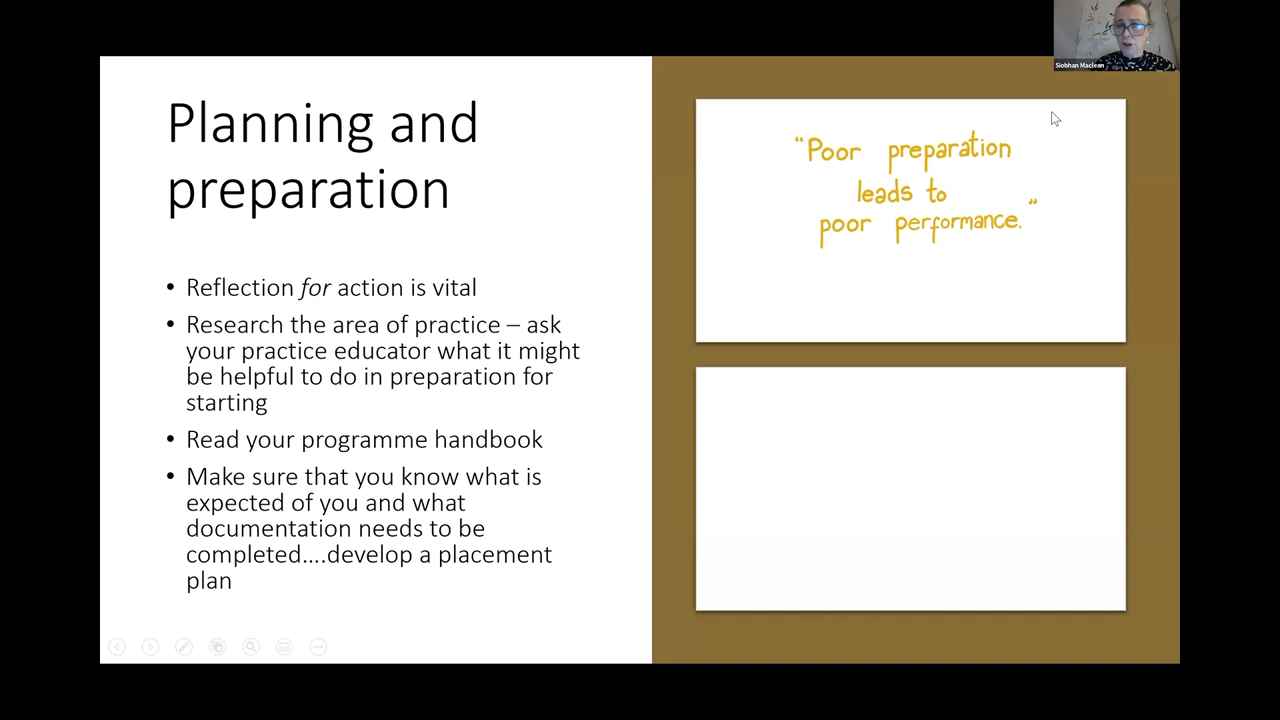 Siobhan Maclean
Planning and
preparation
• Reflection for action is vital
• Research the area of practice – ask
your practice educator what it might
be helpful to do in preparation for
starting
• Read your programme handbook
• Make sure that you know what is
expected of you and what
documentation needs to be
completed....develop a placement
plan
“Poor preparation
leads to
poor performance.”